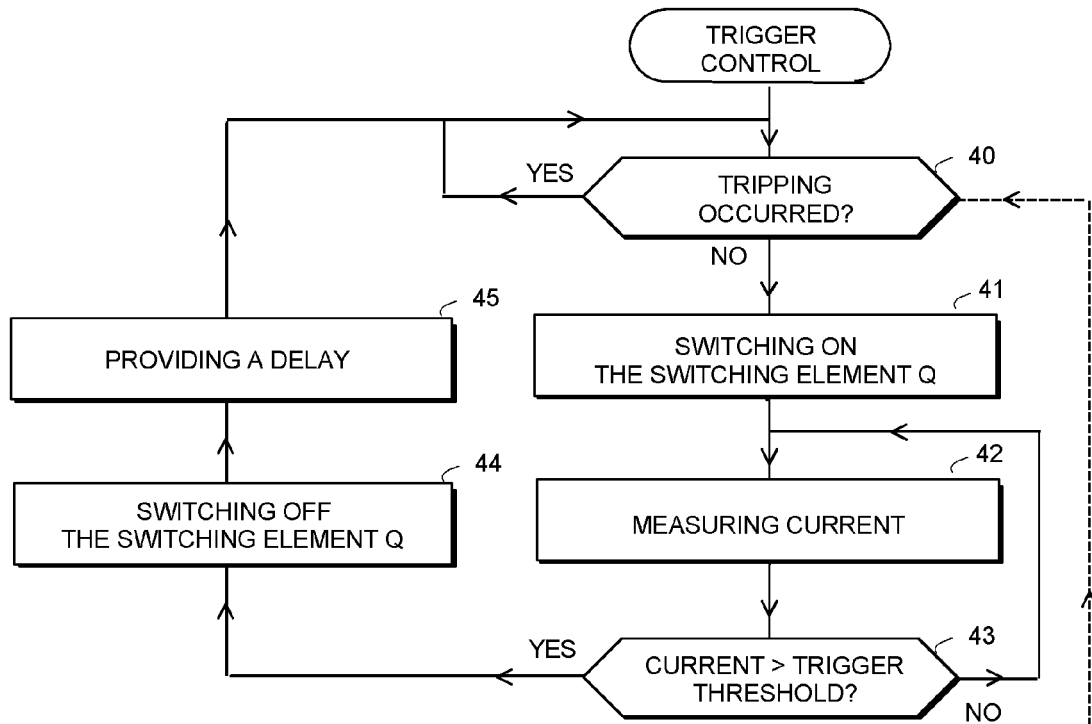 TRIGGER
CONTROL
40
YES
TRIPPING
OCCURRED?
NO
41
SWITCHING ON
THE SWITCHING ELEMENT Q
45
PROVIDING A DELAY
42
MEASURING CURRENT
44
SWITCHING OFF
THE SWITCHING ELEMENT Q
43
YES
CURRENT > TRIGGER
THRESHOLD?
NO